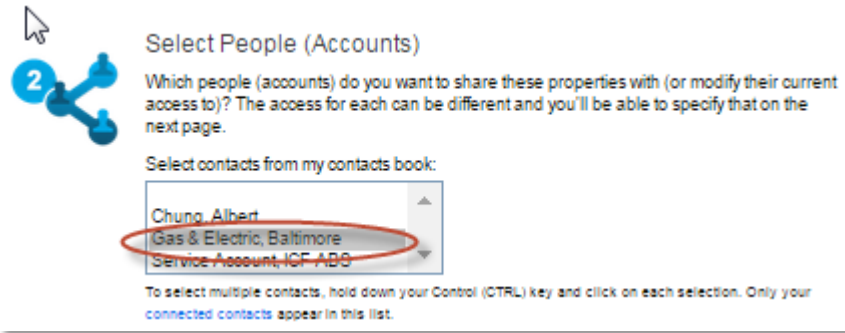 Select People (Accounts)
2
Which people (accounts) do you want to share these properties with (or modify their current
access to)? The access for each can be different and you'll be able to specify that on the
next page.
Select contacts from my contacts book:
Chung, Albert
Gas & Electric, Baltimore
Service Account, ICF ABS
To select multiple contacts, hold down your Control (CTRL) key and click on each selection. Only your
connected contacts appear in this list.